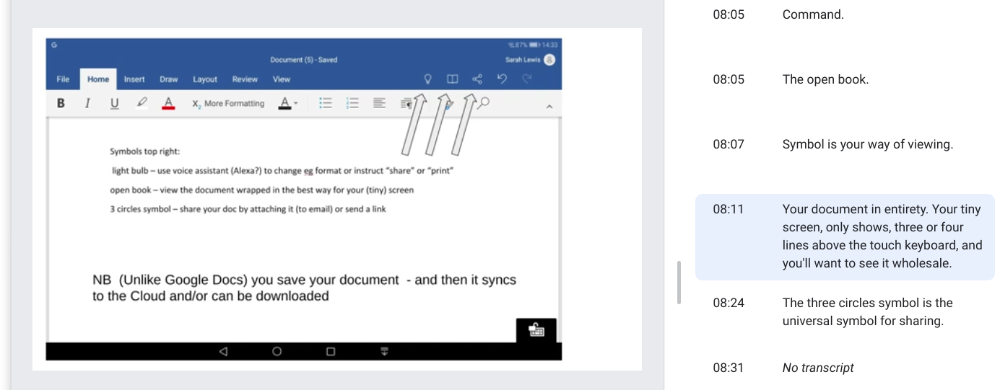 G
87% 14:33
Document (5) - Saved
Sarah Lewis
File Home Insert Draw Layout Review View
B I U A X₂ More Formatting A
Symbols top right:
light bulb – use voice assistant (Alexa?) to change eg format or instruct “share” or “print”
open book – view the document wrapped in the best way for your (tiny) screen
3 circles symbol – share your doc by attaching it (to email) or send a link
NB (Unlike Google Docs) you save your document - and then it syncs
to the Cloud and/or can be downloaded
08:05 Command.
08:05 The open book.
08:07 Symbol is your way of viewing.
08:11 Your document in entirety. Your tiny
screen, only shows, three or four
lines above the touch keyboard, and
you'll want to see it wholesale.
08:24 The three circles symbol is the
universal symbol for sharing.
08:31 No transcript